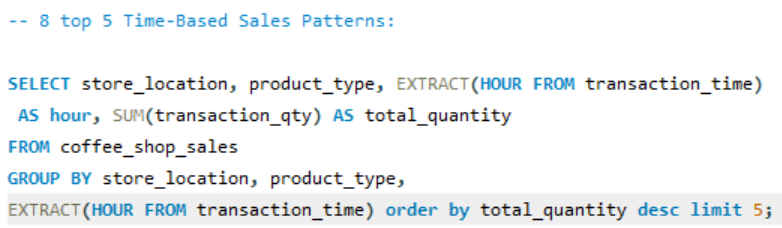 -- 8 top 5 Time-Based Sales Patterns:
SELECT store_location, product_type, EXTRACT(HOUR FROM transaction_time)
AS hour, SUM(transaction_qty) AS total_quantity
FROM coffee_shop_sales
GROUP BY store_location, product_type,
EXTRACT(HOUR FROM transaction_time) order by total_quantity desc limit 5;